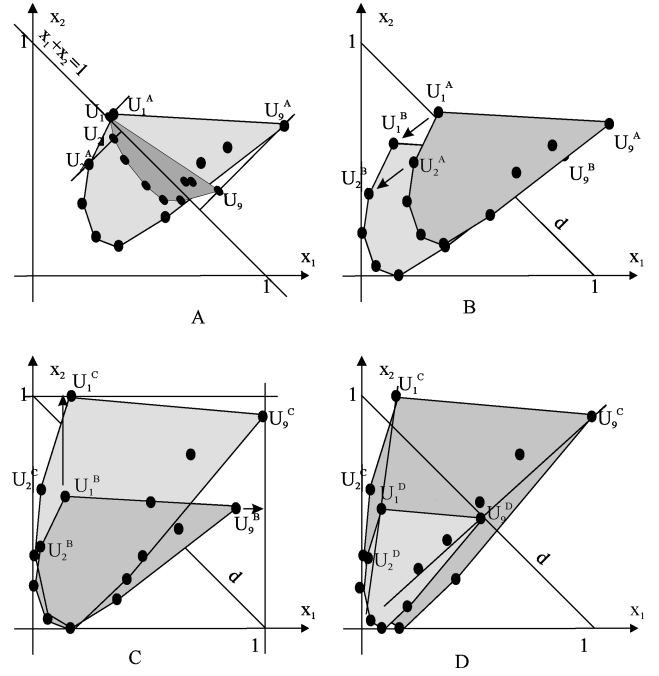 x₂
1
x₁+x₂=1
U₁ U₁ᴬ
U₂
U₂ᴬ
U₉ᴬ
U₉
x₁
1
A
x₂
1
U₁ᴬ
U₁ᴮ
U₂ᴬ
U₂ᴮ
U₉ᴬ
U₉ᴮ
d
x₁
1
B
x₂
1
U₁ᶜ
U₉ᶜ
U₂ᶜ
U₁ᴮ
U₉ᴮ
U₂ᴮ
d
x₁
1
C
x₂
1
U₁ᶜ
U₉ᶜ
U₂ᶜ
U₁ᴰ
U₉ᴰ
U₂ᴰ
d
x₁
1
D